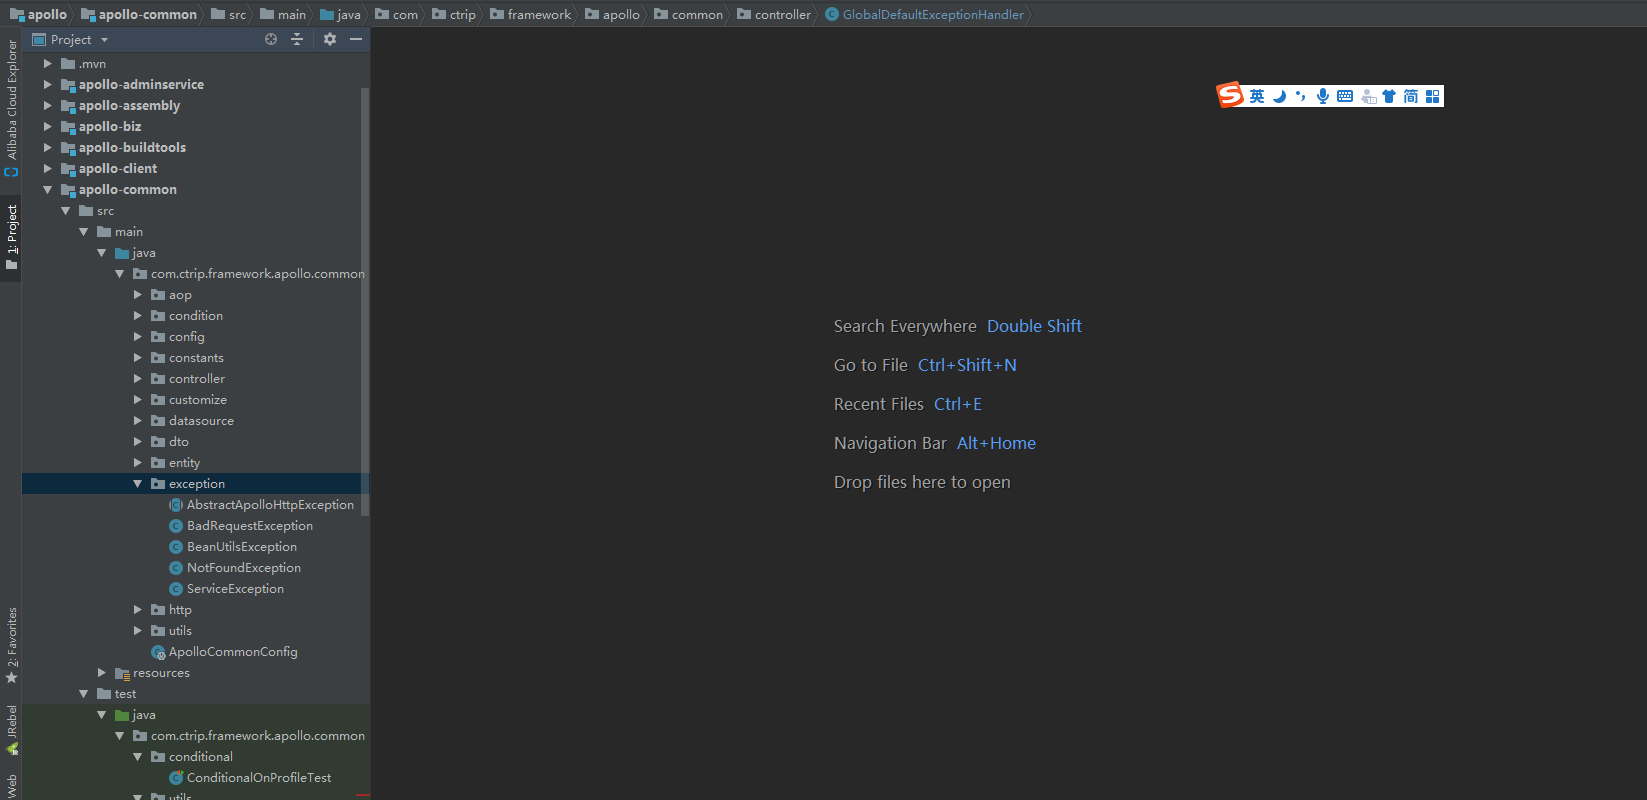 apollo apollo-common src main java com ctrip framework apollo common controller GlobalDefaultExceptionHandler
Alibaba Cloud Explorer
1: Project
2: Favorites
JRebel
Web
Project
.mvn
apollo-adminservice
apollo-assembly
apollo-biz
apollo-buildtools
apollo-client
apollo-common
src
main
java
com.ctrip.framework.apollo.common
aop
condition
config
constants
controller
customize
datasource
dto
entity
exception
AbstractApolloHttpException
BadRequestException
BeanUtilsException
NotFoundException
ServiceException
http
utils
ApolloCommonConfig
resources
test
java
com.ctrip.framework.apollo.common
conditional
ConditionalOnProfileTest
utils
S 英 简
Search Everywhere Double Shift
Go to File Ctrl+Shift+N
Recent Files Ctrl+E
Navigation Bar Alt+Home
Drop files here to open